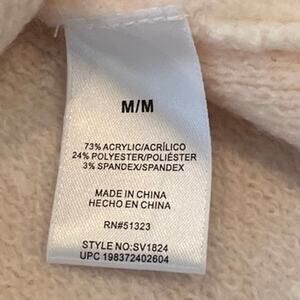 M/M
73% ACRYLIC/ACRÍLICO
24% POLYESTER/POLIÉSTER
3% SPANDEX/SPANDEX
MADE IN CHINA
HECHO EN CHINA
RN#51323
STYLE NO:SV1824
UPC 198372402604